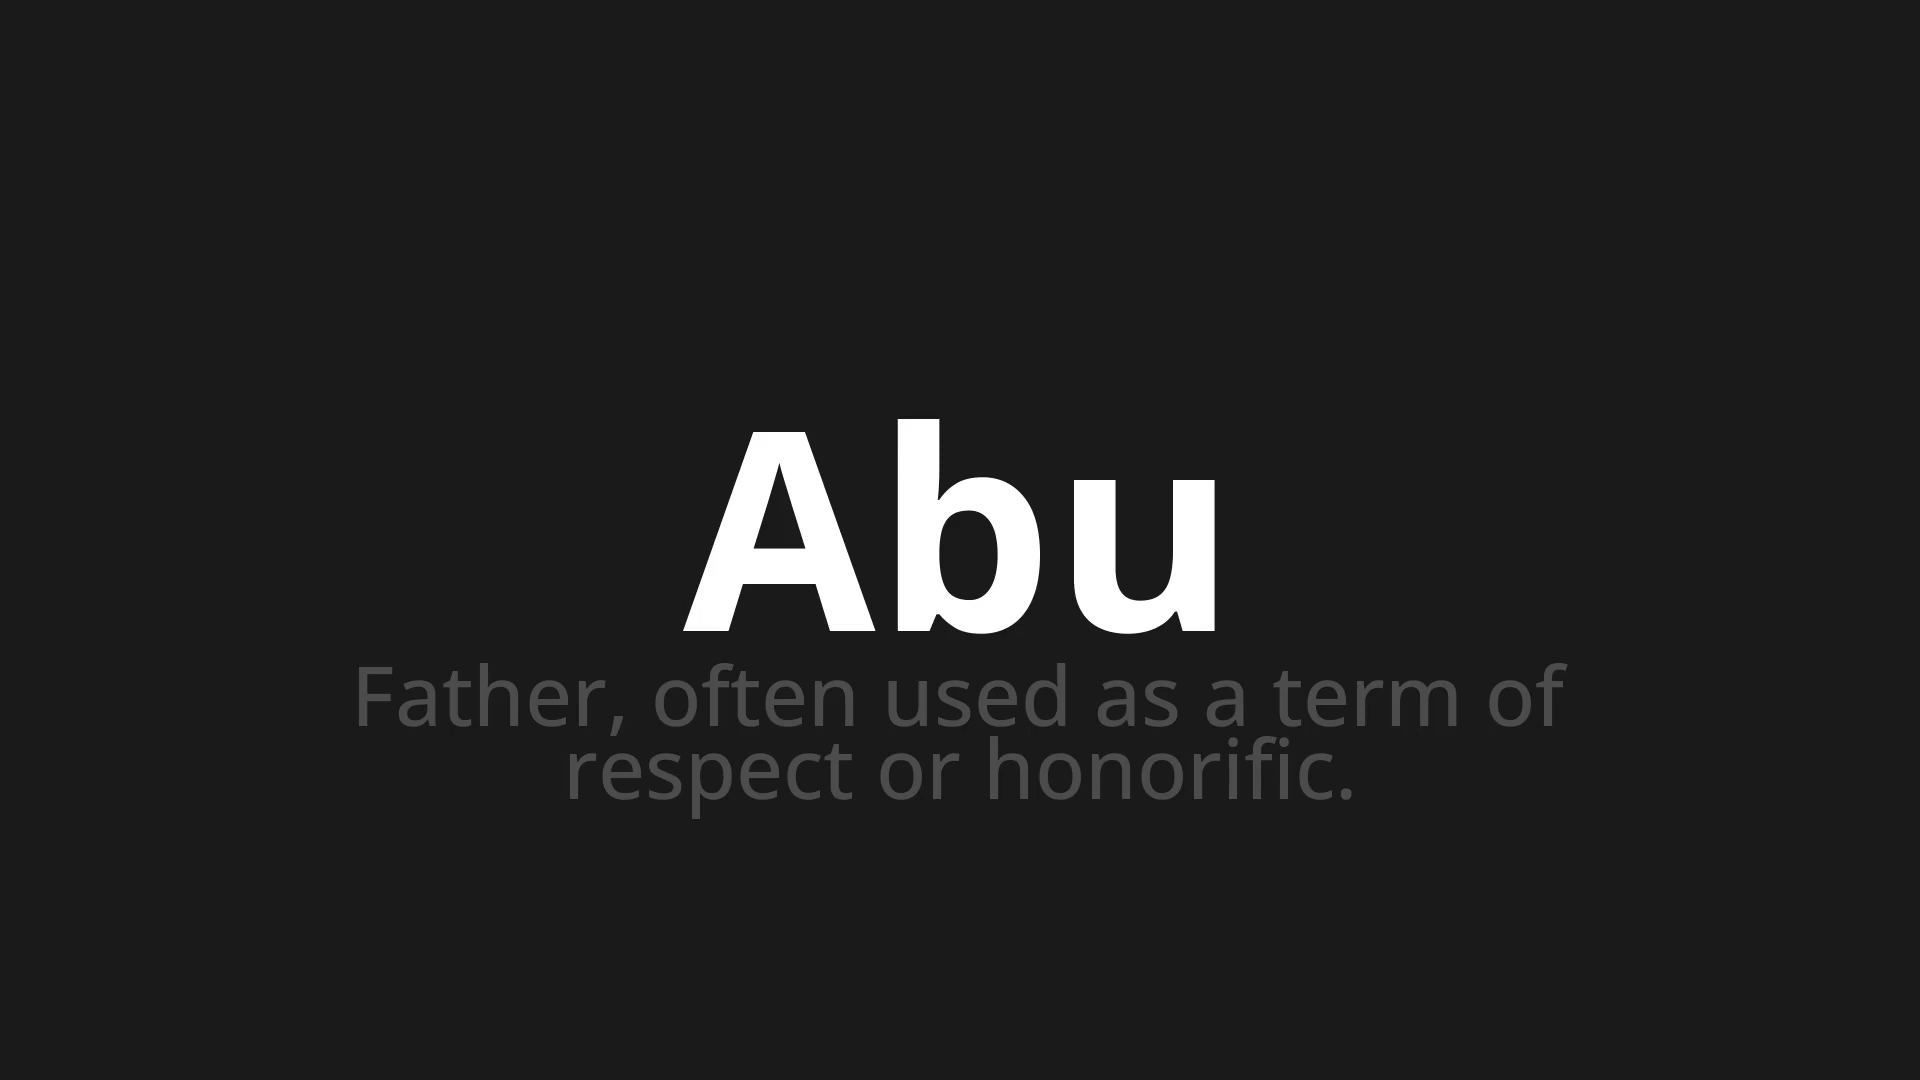 Abu
Father, often used as a term of
respect or honorific.